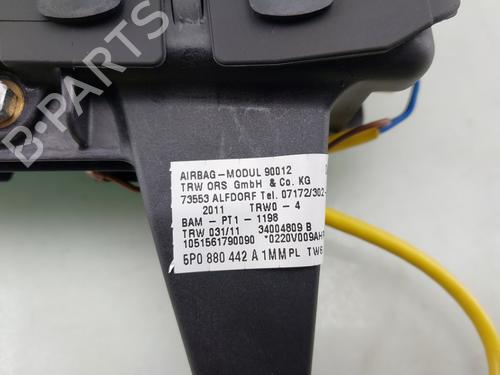 B-PARTS
AIRBAG-MODUL 90012
TRW ORS GmbH & Co. KG
73553 ALFDORF Tel. 07172/302-
2011 TRW0 - 4
BAM - PT1 - 1198
TRW 031/11 34004809 B
1051561790090 *0220V009AH
5P0 880 442 A 1MM PL TW6